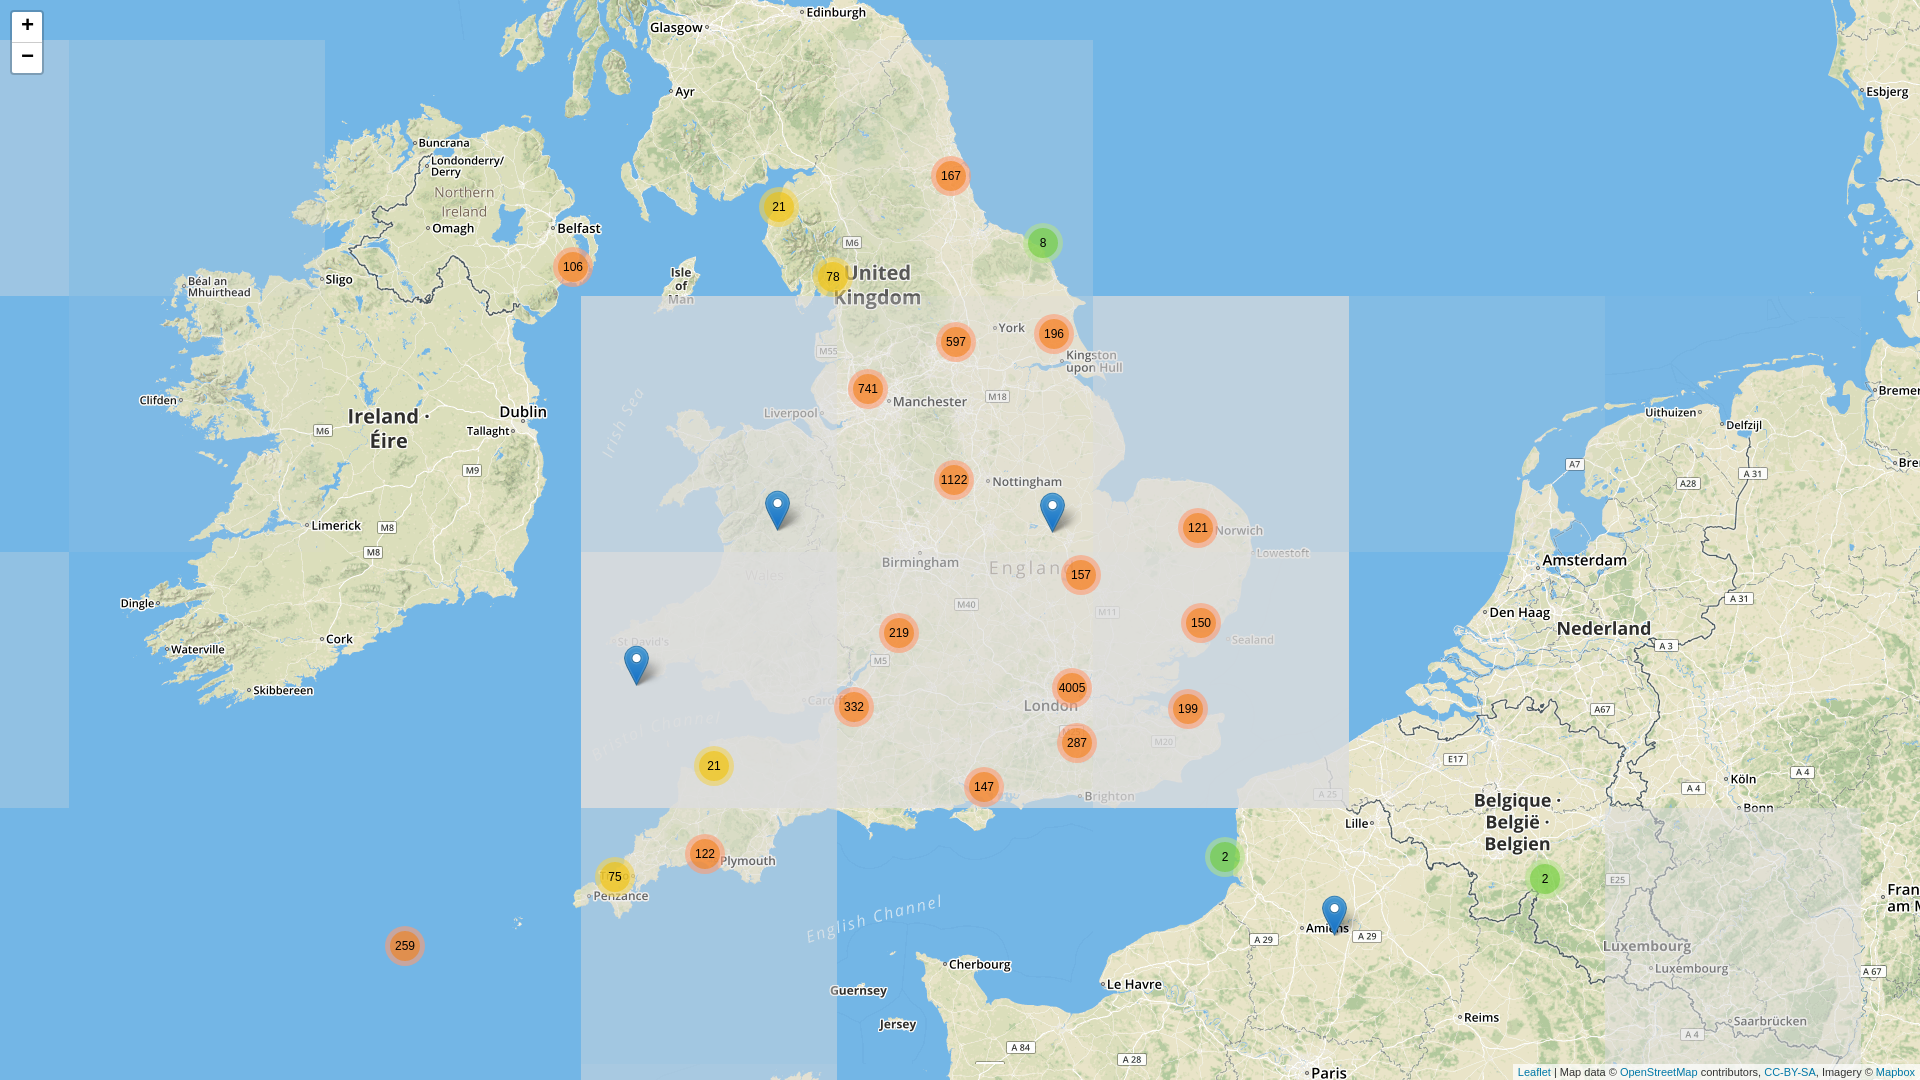 +
−
Edinburgh
Glasgow
Ayr
Esbjerg
Buncrana
Londonderry/
Derry
Northern
Ireland
Omagh
Belfast
167
21
8
M6
106
78
United
Kingdom
Isle
of
Man
Sligo
Béal an
Mhuirthead
York
196
597
M55
Kingston
upon Hull
741
Manchester
M18
Liverpool
Irish Sea
Clifden
Ireland ·
Éire
Dublin
Tallaght
M6
M9
Uithuizen
Delfzijl
Bremer
Bre
A7
A 31
A28
1122
Nottingham
121
Norwich
Lowestoft
Limerick
M8
M8
Birmingham
Englan
157
Wales
Amsterdam
A 31
Dingle
M40
M11
Den Haag
Nederland
Cork
Waterville
219
150
Sealand
St David's
M5
A 3
Skibbereen
4005
London
Cardiff
332
199
A67
Bristol Channel
287
M20
E17
21
147
Brighton
A 25
Köln
A 4
A 4
Bonn
Belgique ·
België ·
Belgien
Lille
122
Plymouth
75
Penzance
2
2
E25
Fran
am M
English Channel
Amiens
A 29
A 29
259
Luxembourg
Luxembourg
A 67
Cherbourg
Le Havre
Guernsey
Jersey
Reims
Saarbrücken
A 4
A 84
A 28
Paris
Leaflet | Map data © OpenStreetMap contributors, CC-BY-SA, Imagery © Mapbox